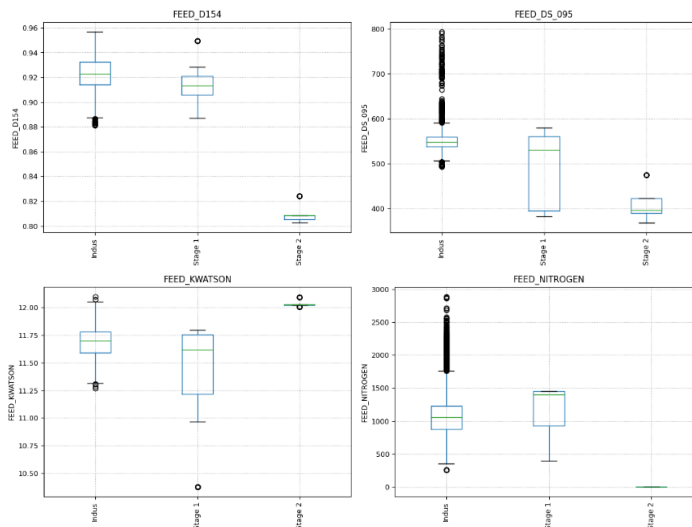 FEED_D154
0.96
0.94
0.92
0.90
0.88
0.86
0.84
0.82
0.80
FEED_D154
Indus
Stage 1
Stage 2
FEED_DS_095
800
700
600
500
400
FEED_DS_095
Indus
Stage 1
Stage 2
FEED_KWATSON
12.00
11.75
11.50
11.25
11.00
10.75
10.50
FEED_KWATSON
Indus
Stage 1
Stage 2
FEED_NITROGEN
3000
2500
2000
1500
1000
500
0
FEED_NITROGEN
Indus
Stage 1
Stage 2